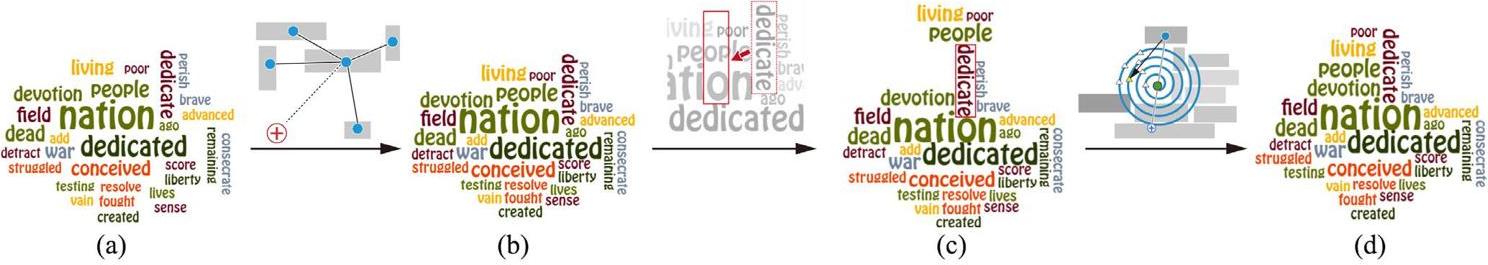 living poor
dedicate
perish
devotion people
brave
field nation advanced
dead add ago
dedicated
detract war
remaining
consecrate
struggled conceived score
liberty
testing resolve lives
vain fought sense
created
(a)
living poor
dedicate
perish
devotion people
brave
field nation advanced
dead add ago
dedicated
detract war
remaining
consecrate
struggled conceived score
liberty
testing resolve lives
vain fought sense
created
(b)
living poor
dedicate
perish
people
brav
ation adv
ago
dedicated
living poor
people
dedicate
perish
devotion brave
field nation advanced
dead add ago
dedicated
detract war
remaining
consecrate
struggled conceived score
liberty
testing resolve lives
vain fought sense
created
(c)
poor
living dedicate
people perish
devotion brave
field nation advanced
dead add ago
dedicated
detract war
remaining
consecrate
struggled conceived score
testing liberty
vain resolve lives
fought sense
created
(d)